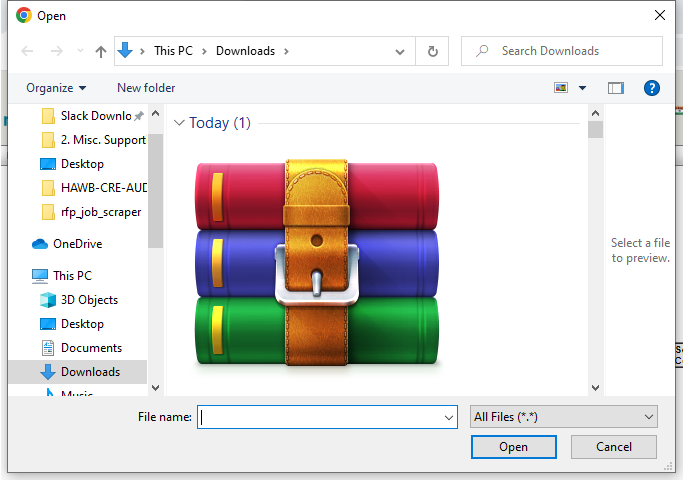 Open
This PC > Downloads >
Search Downloads
Organize
New folder
Slack Downlo
2. Misc. Support
Desktop
HAWB-CRE-AUD
rfp_job_scraper
OneDrive
This PC
3D Objects
Desktop
Documents
Downloads
Music
Today (1)
Select a file
to preview.
File name:
All Files (*.*)
Open
Cancel